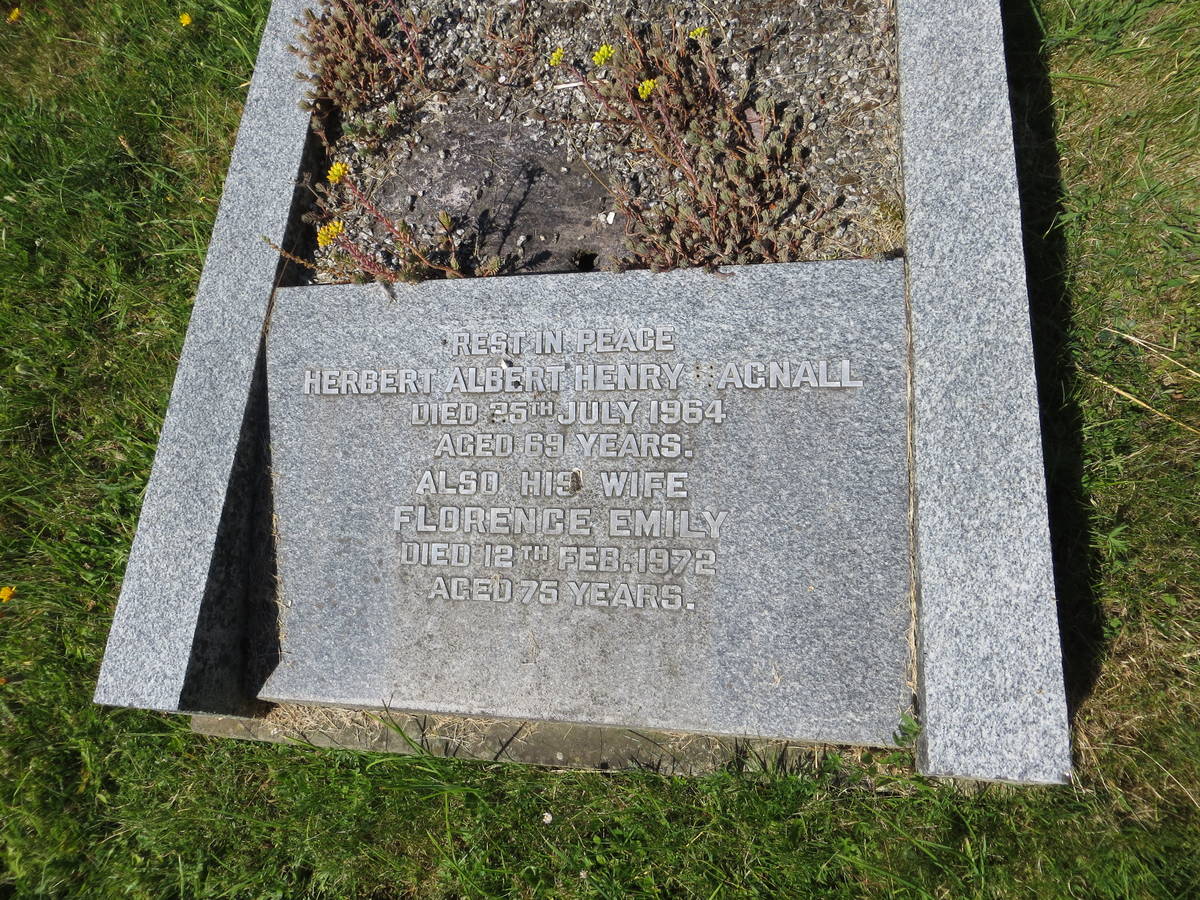 REST IN PEACE
HERBERT ALBERT HENRY AGNALL
DIED 25TH JULY 1964
AGED 69 YEARS.
ALSO HIS WIFE
FLORENCE EMILY
DIED 12TH FEB. 1972
AGED 75 YEARS.